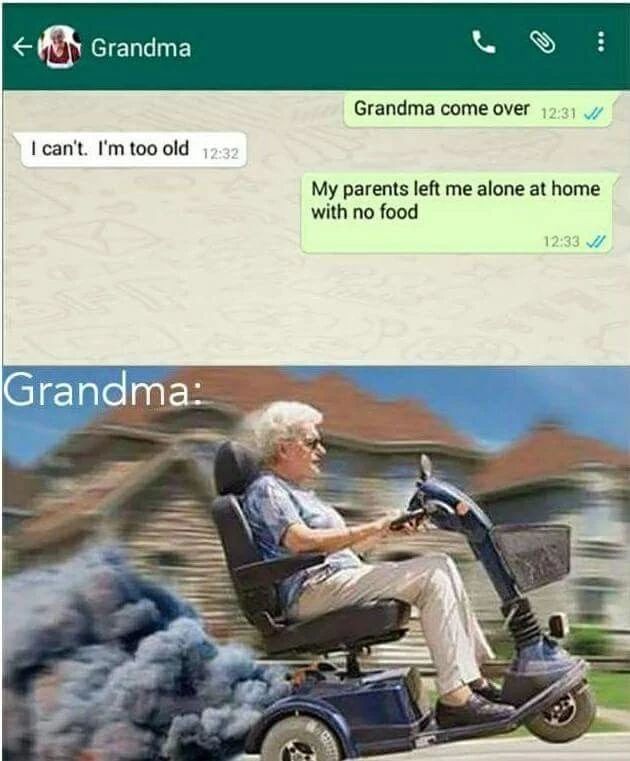 Grandma
Grandma come over 12:31
I can't. I'm too old 12:32
My parents left me alone at home
with no food
12:33
Grandma: